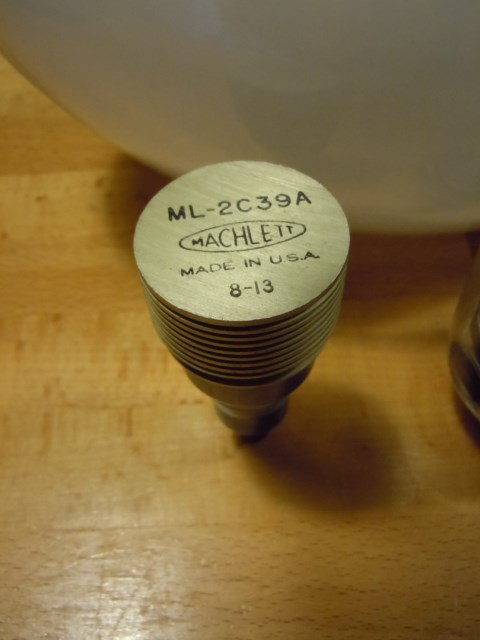 ML-2C39A
MACHLETT
MADE IN U.S.A.
8-13